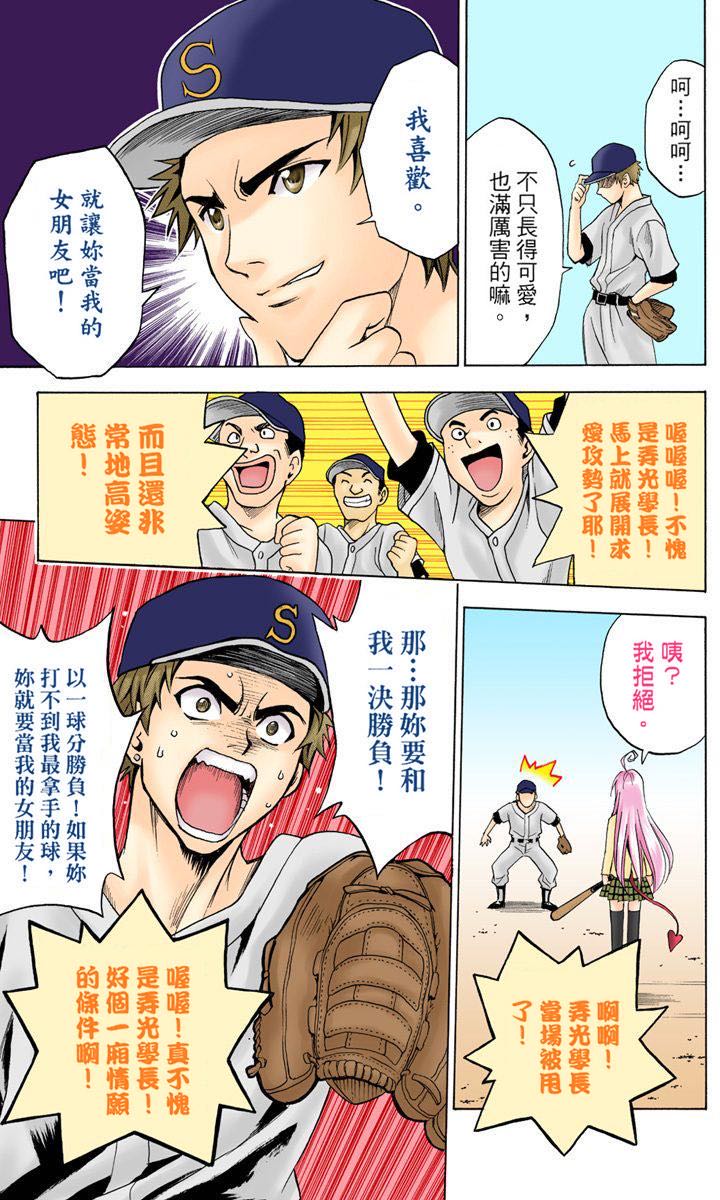 呵…呵呵…
不只長得可愛，
也滿厲害的嘛。
我喜歡。
就讓妳當我的
女朋友吧！
S
喔喔喔！不愧
是弄光學長！
馬上就展開求
愛攻勢了耶！
而且還非
常地高姿
態！
咦？
我拒絕。
啊啊！
弄光學長
當場被甩
了！
那…那妳要和
我一決勝負！
以一球分勝負！如果妳
打不到我最拿手的球，
妳就要當我的女朋友！
S
喔喔！真不愧
是弄光學長！
好個一廂情願
的條件啊！